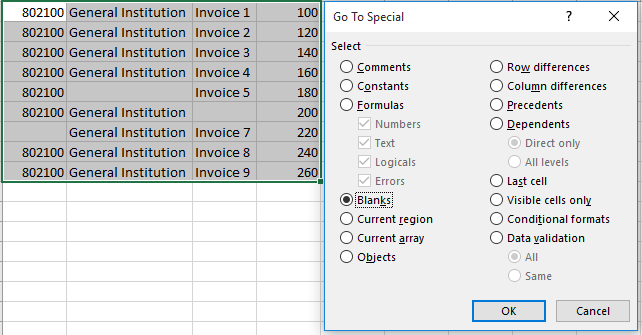 802100 General Institution Invoice 1 100
802100 General Institution Invoice 2 120
802100 General Institution Invoice 3 140
802100 General Institution Invoice 4 160
802100 Invoice 5 180
802100 General Institution 200
General Institution Invoice 7 220
802100 General Institution Invoice 8 240
802100 General Institution Invoice 9 260
Go To Special
Select
Comments
Constants
Formulas
Numbers
Text
Logicals
Errors
Blanks
Current region
Current array
Objects
Row differences
Column differences
Precedents
Dependents
Direct only
All levels
Last cell
Visible cells only
Conditional formats
Data validation
All
Same
OK Cancel